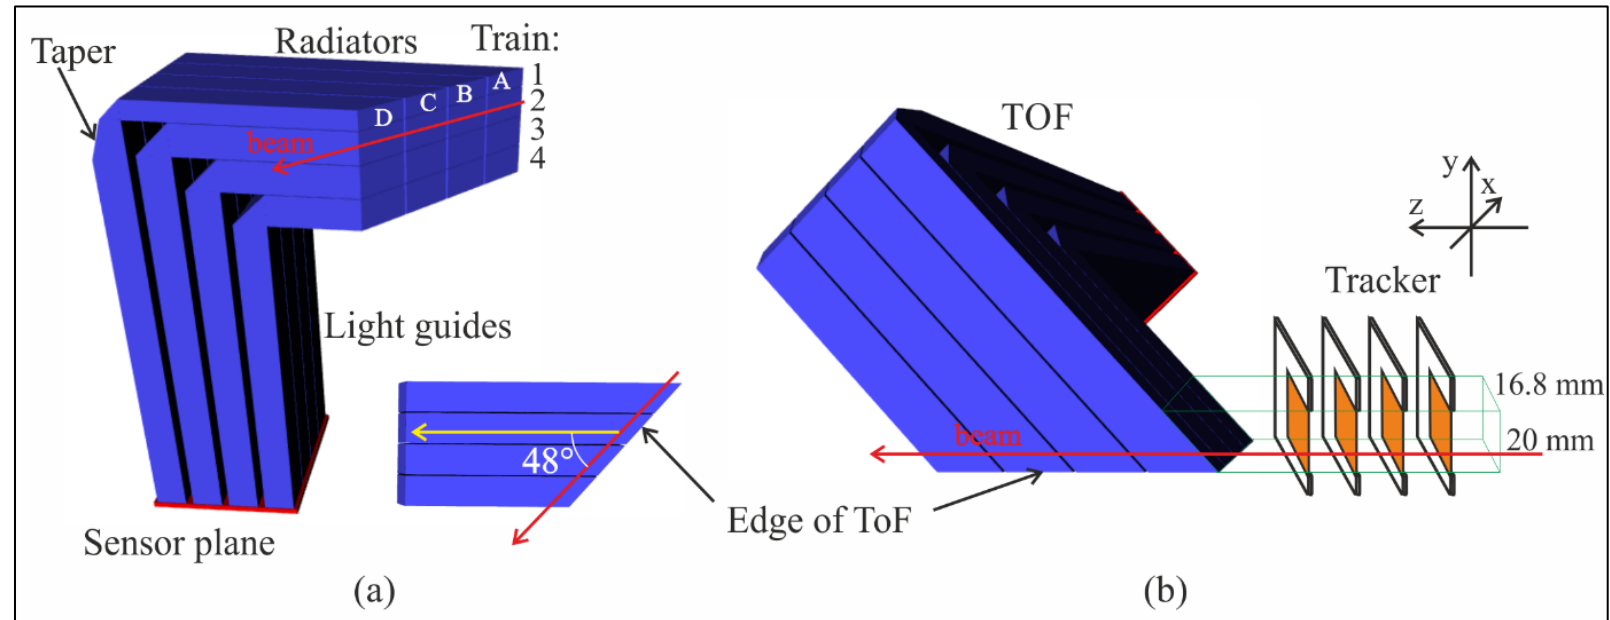 Taper
Radiators
Train:
A
B
C
D
1
2
3
4
beam
Light guides
48°
Sensor plane
Edge of ToF
(a)
TOF
y
x
z
Tracker
16.8 mm
20 mm
beam
(b)